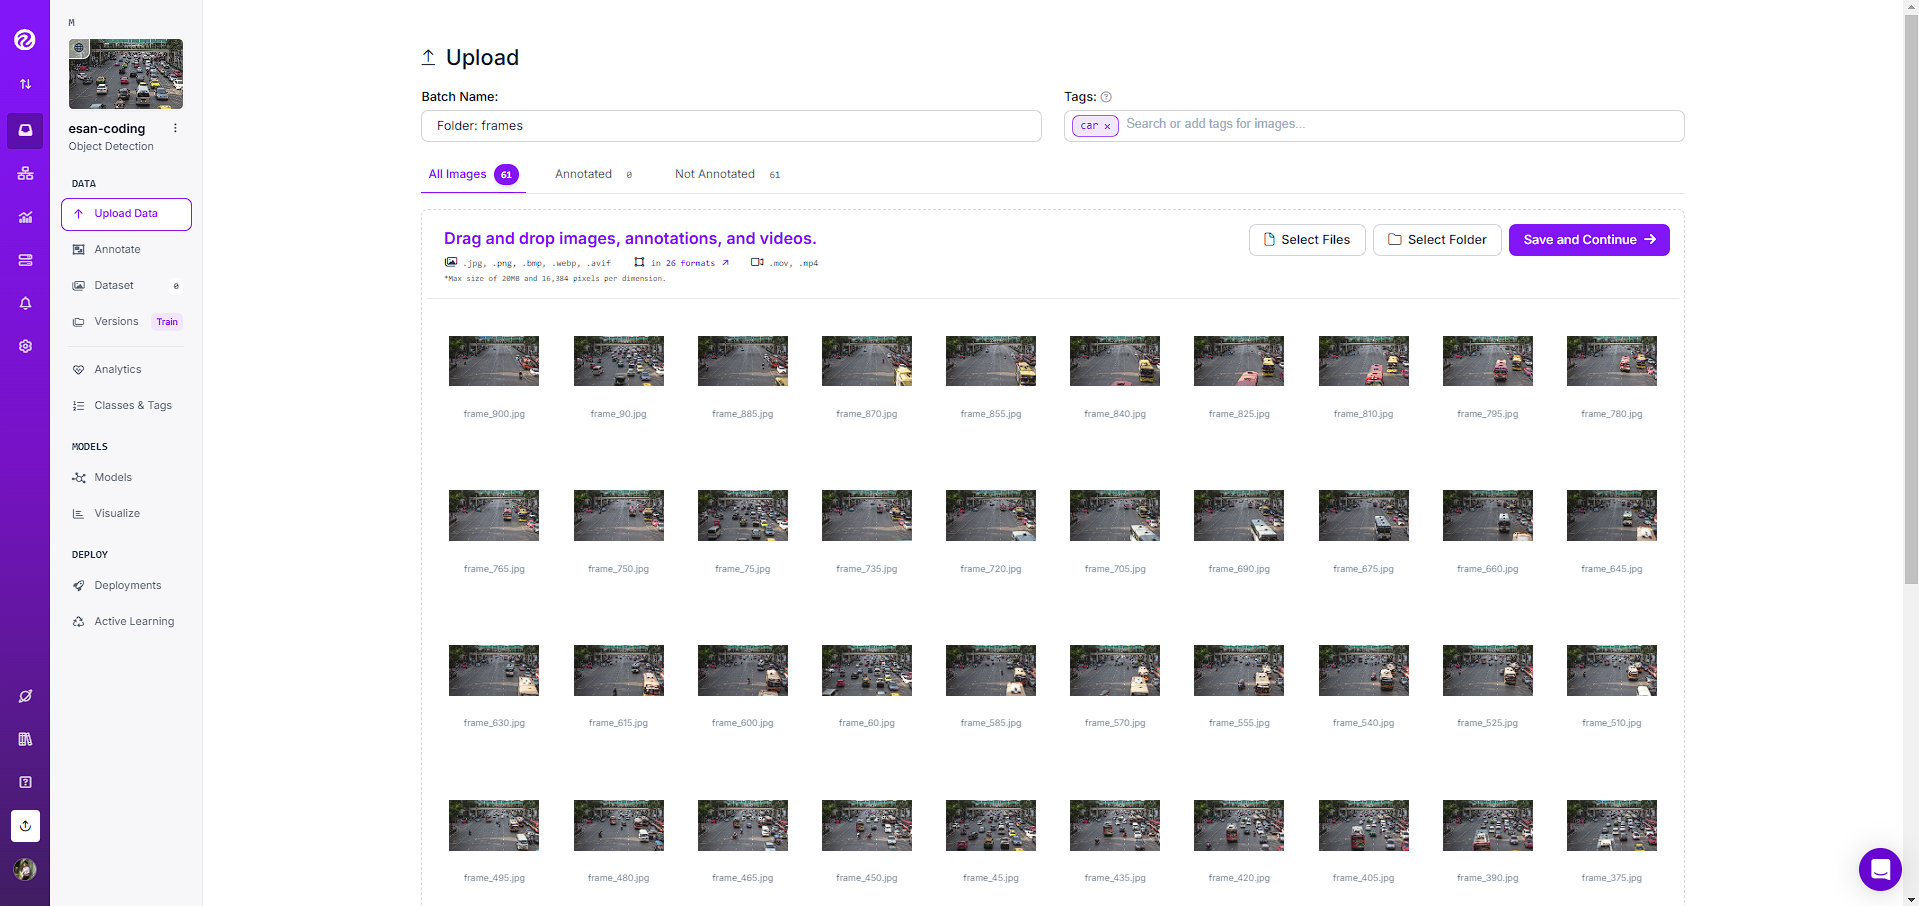 M
esan-coding
Object Detection
DATA
Upload Data
Annotate
Dataset 0
Versions Train
Analytics
Classes & Tags
MODELS
Models
Visualize
DEPLOY
Deployments
Active Learning
Upload
Batch Name:
Folder: frames
Tags:
car × Search or add tags for images...
All Images 61 Annotated 0 Not Annotated 61
Drag and drop images, annotations, and videos.
.jpg, .png, .bmp, .webp, .avif in 26 formats ↗ .mov, .mp4
*Max size of 20MB and 16,384 pixels per dimension.
Select Files Select Folder Save and Continue →
frame_900.jpg frame_90.jpg frame_885.jpg frame_870.jpg frame_855.jpg frame_840.jpg frame_825.jpg frame_810.jpg frame_795.jpg frame_780.jpg
frame_765.jpg frame_750.jpg frame_75.jpg frame_735.jpg frame_720.jpg frame_705.jpg frame_690.jpg frame_675.jpg frame_660.jpg frame_645.jpg
frame_630.jpg frame_615.jpg frame_600.jpg frame_60.jpg frame_585.jpg frame_570.jpg frame_555.jpg frame_540.jpg frame_525.jpg frame_510.jpg
frame_495.jpg frame_480.jpg frame_465.jpg frame_450.jpg frame_45.jpg frame_435.jpg frame_420.jpg frame_405.jpg frame_390.jpg frame_375.jpg